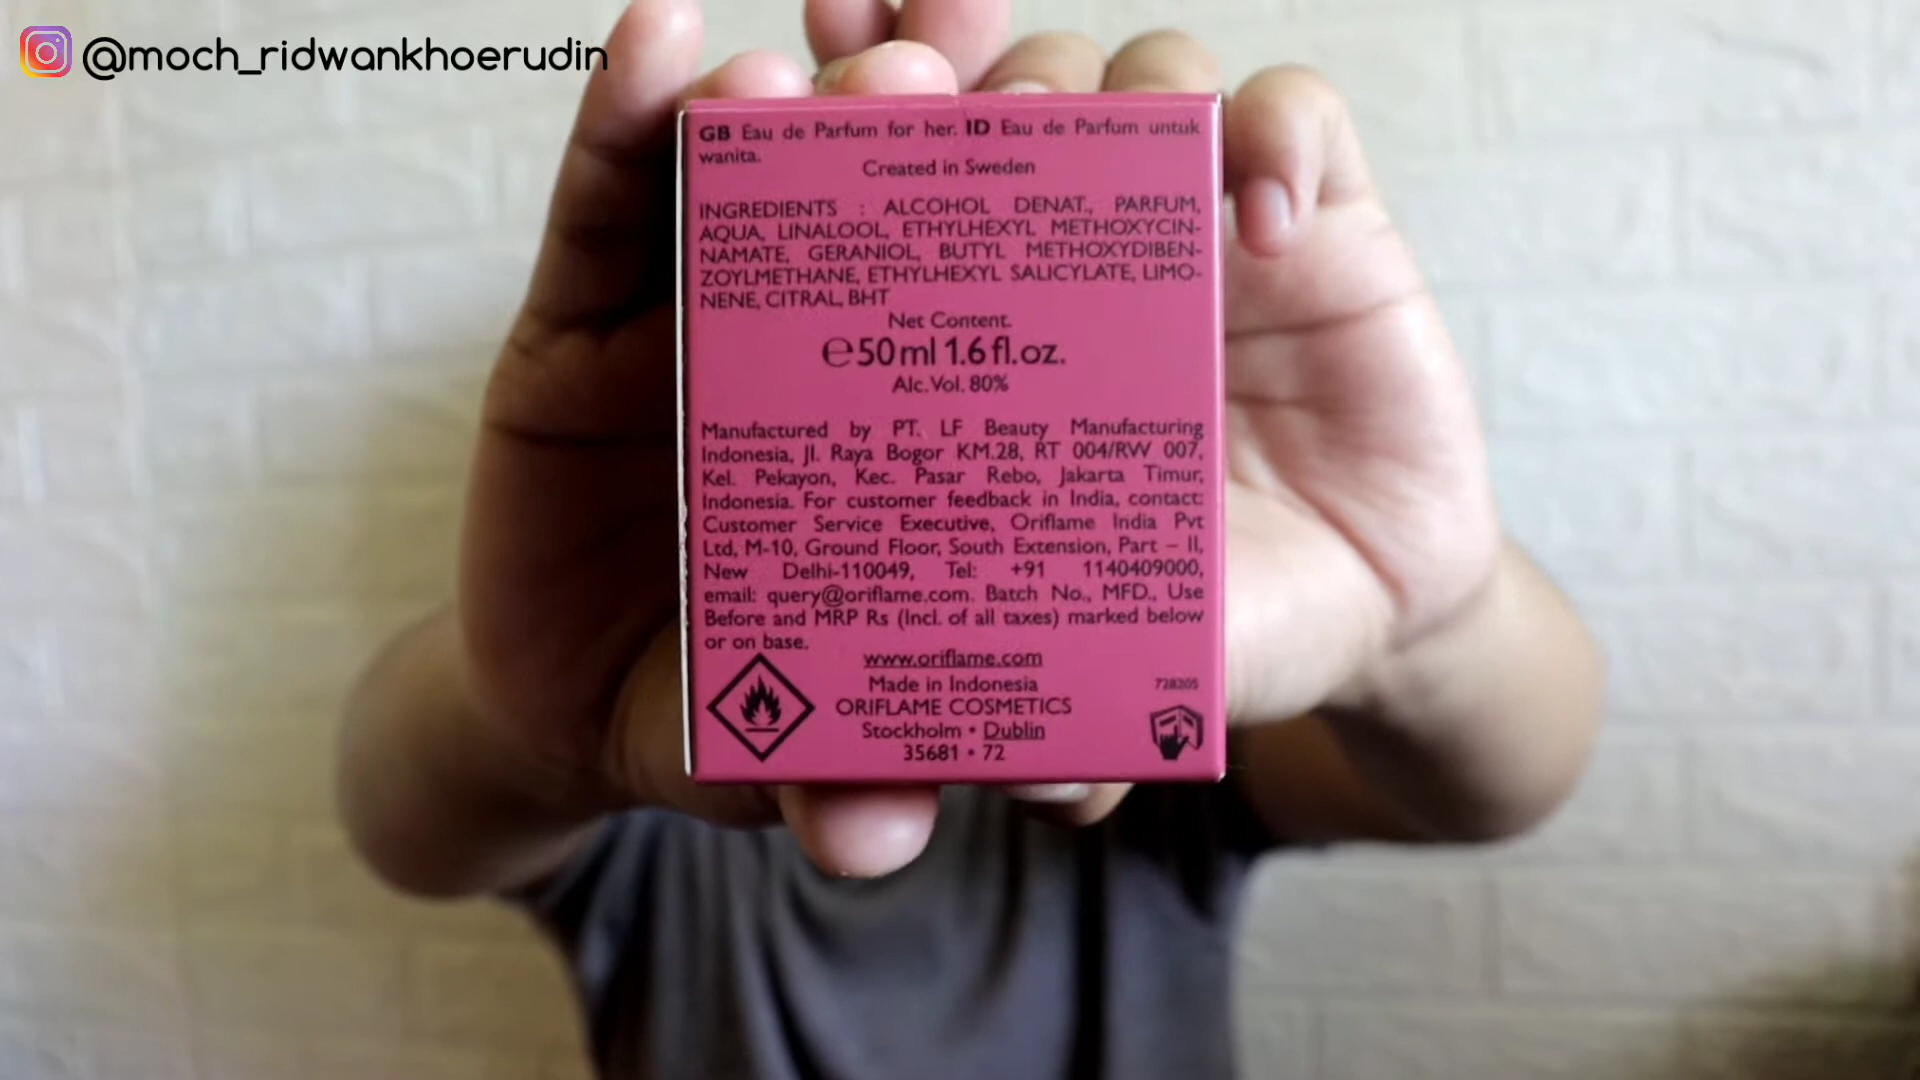 @moch_ridwankhoerudin
GB Eau de Parfum for her. ID Eau de Parfum untuk
wanita.
Created in Sweden
INGREDIENTS : ALCOHOL DENAT., PARFUM,
AQUA, LINALOOL, ETHYLHEXYL METHOXYCIN-
NAMATE, GERANIOL, BUTYL METHOXYDIBEN-
ZOYLMETHANE, ETHYLHEXYL SALICYLATE, LIMO-
NENE, CITRAL, BHT
Net Content.
℮50ml 1.6 fl.oz.
Alc. Vol. 80%
Manufactured by PT. LF Beauty Manufacturing
Indonesia, Jl. Raya Bogor KM.28, RT 004/RW 007,
Kel. Pekayon, Kec. Pasar Rebo, Jakarta Timur,
Indonesia. For customer feedback in India, contact:
Customer Service Executive, Oriflame India Pvt
Ltd, M-10, Ground Floor, South Extension, Part – II,
New Delhi-110049, Tel: +91 1140409000,
email: query@oriflame.com. Batch No., MFD., Use
Before and MRP Rs (Incl. of all taxes) marked below
or on base.
www.oriflame.com
Made in Indonesia
728205
ORIFLAME COSMETICS
Stockholm • Dublin
35681 • 72